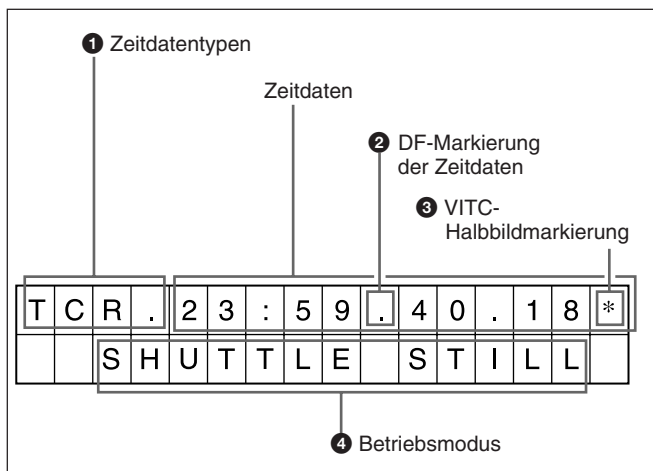 ❶ Zeitdatentypen
Zeitdaten
❷ DF-Markierung
der Zeitdaten
❸ VITC-
Halbbildmarkierung
TCR.23:59.40.18*
SHUTTLE STILL
❹ Betriebsmodus